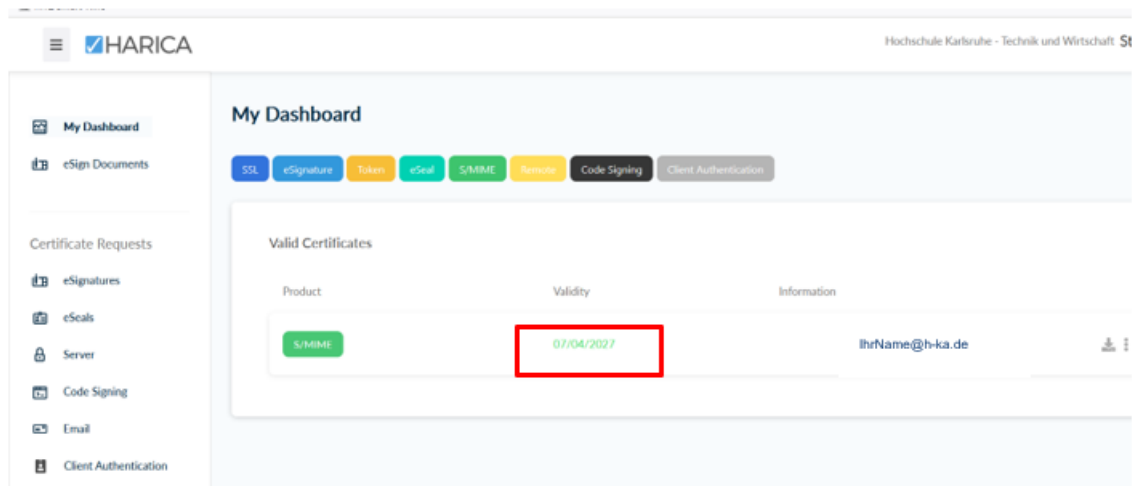 HARICA
Hochschule Karlsruhe - Technik und Wirtschaft
My Dashboard
eSign Documents
Certificate Requests
eSignatures
eSeals
Server
Code Signing
Email
Client Authentication
My Dashboard
SSL eSignature Token eSeal S/MIME Remote Code Signing Client Authentication
Valid Certificates
Product Validity Information
S/MIME 07/04/2027 IhrName@h-ka.de